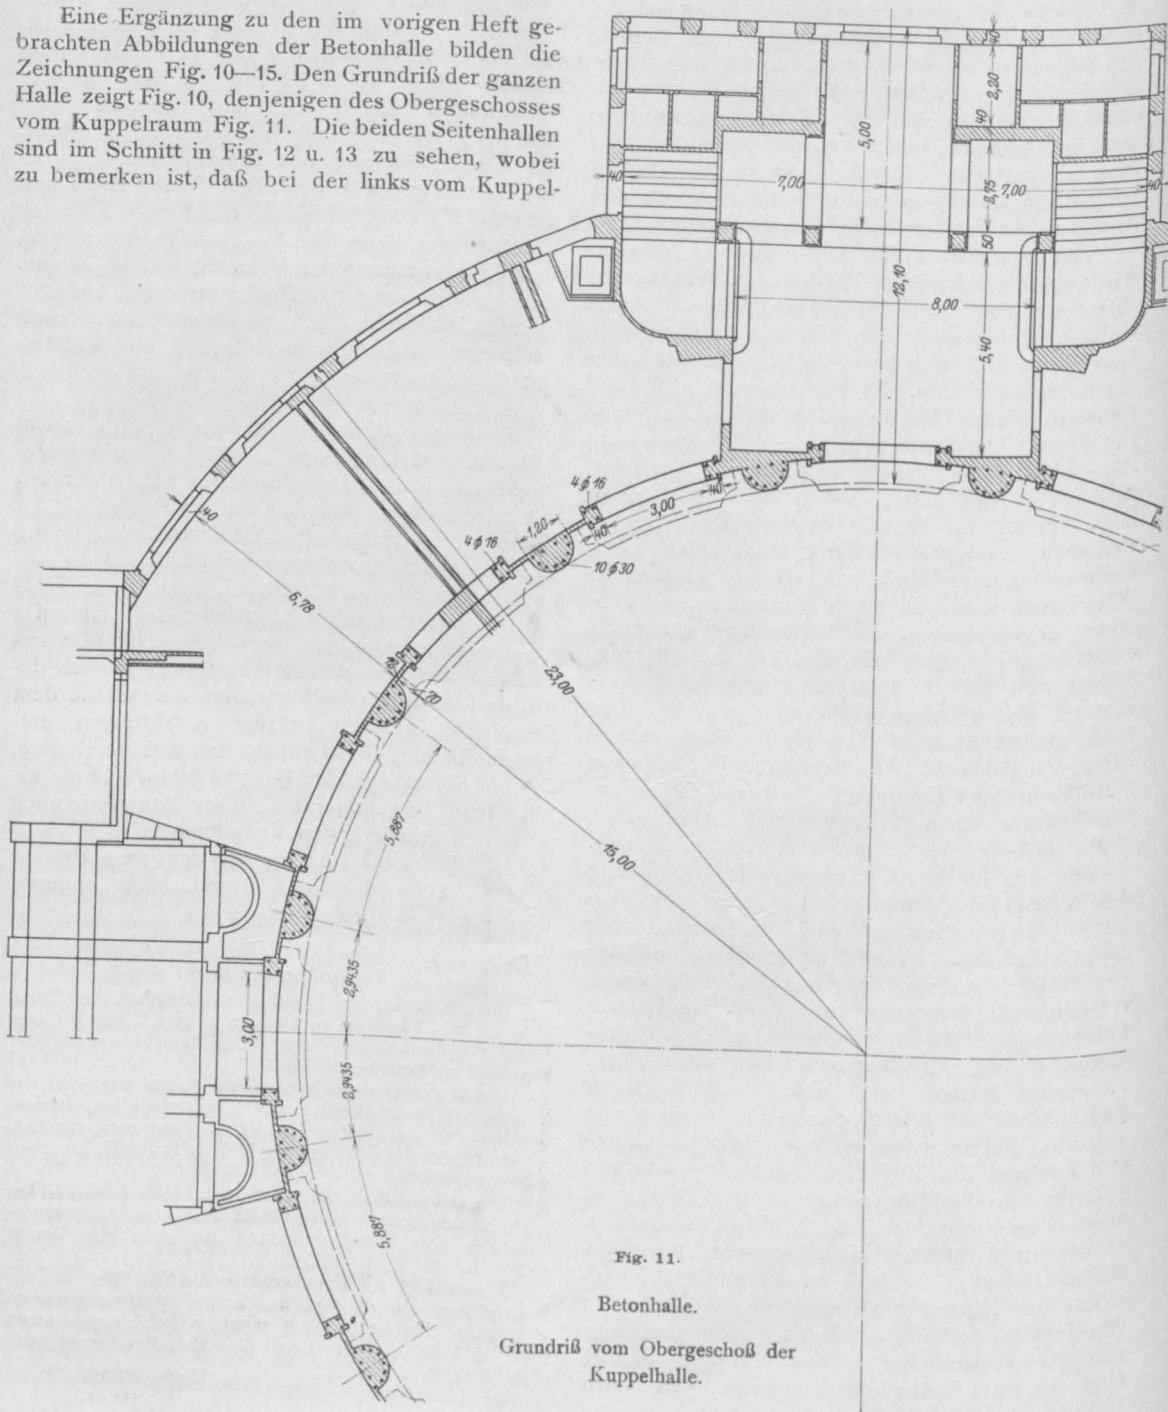 Eine Ergänzung zu den im vorigen Heft ge-
brachten Abbildungen der Betonhalle bilden die
Zeichnungen Fig. 10—15. Den Grundriß der ganzen
Halle zeigt Fig. 10, denjenigen des Obergeschosses
vom Kuppelraum Fig. 11. Die beiden Seitenhallen
sind im Schnitt in Fig. 12 u. 13 zu sehen, wobei
zu bemerken ist, daß bei der links vom Kuppel-
40
2,20
40
5,00
40
7,00
8,75
7,00
40
50
12,10
8,00
5,40
4 ϕ 16
40
3,00
40
1,20
4 ϕ 16
40
10 ϕ 30
6,78
23,00
70
5,887
15,00
2,9435
3,00
2,9435
5,887
Fig. 11.
Betonhalle.
Grundriß vom Obergeschoß der
Kuppelhalle.